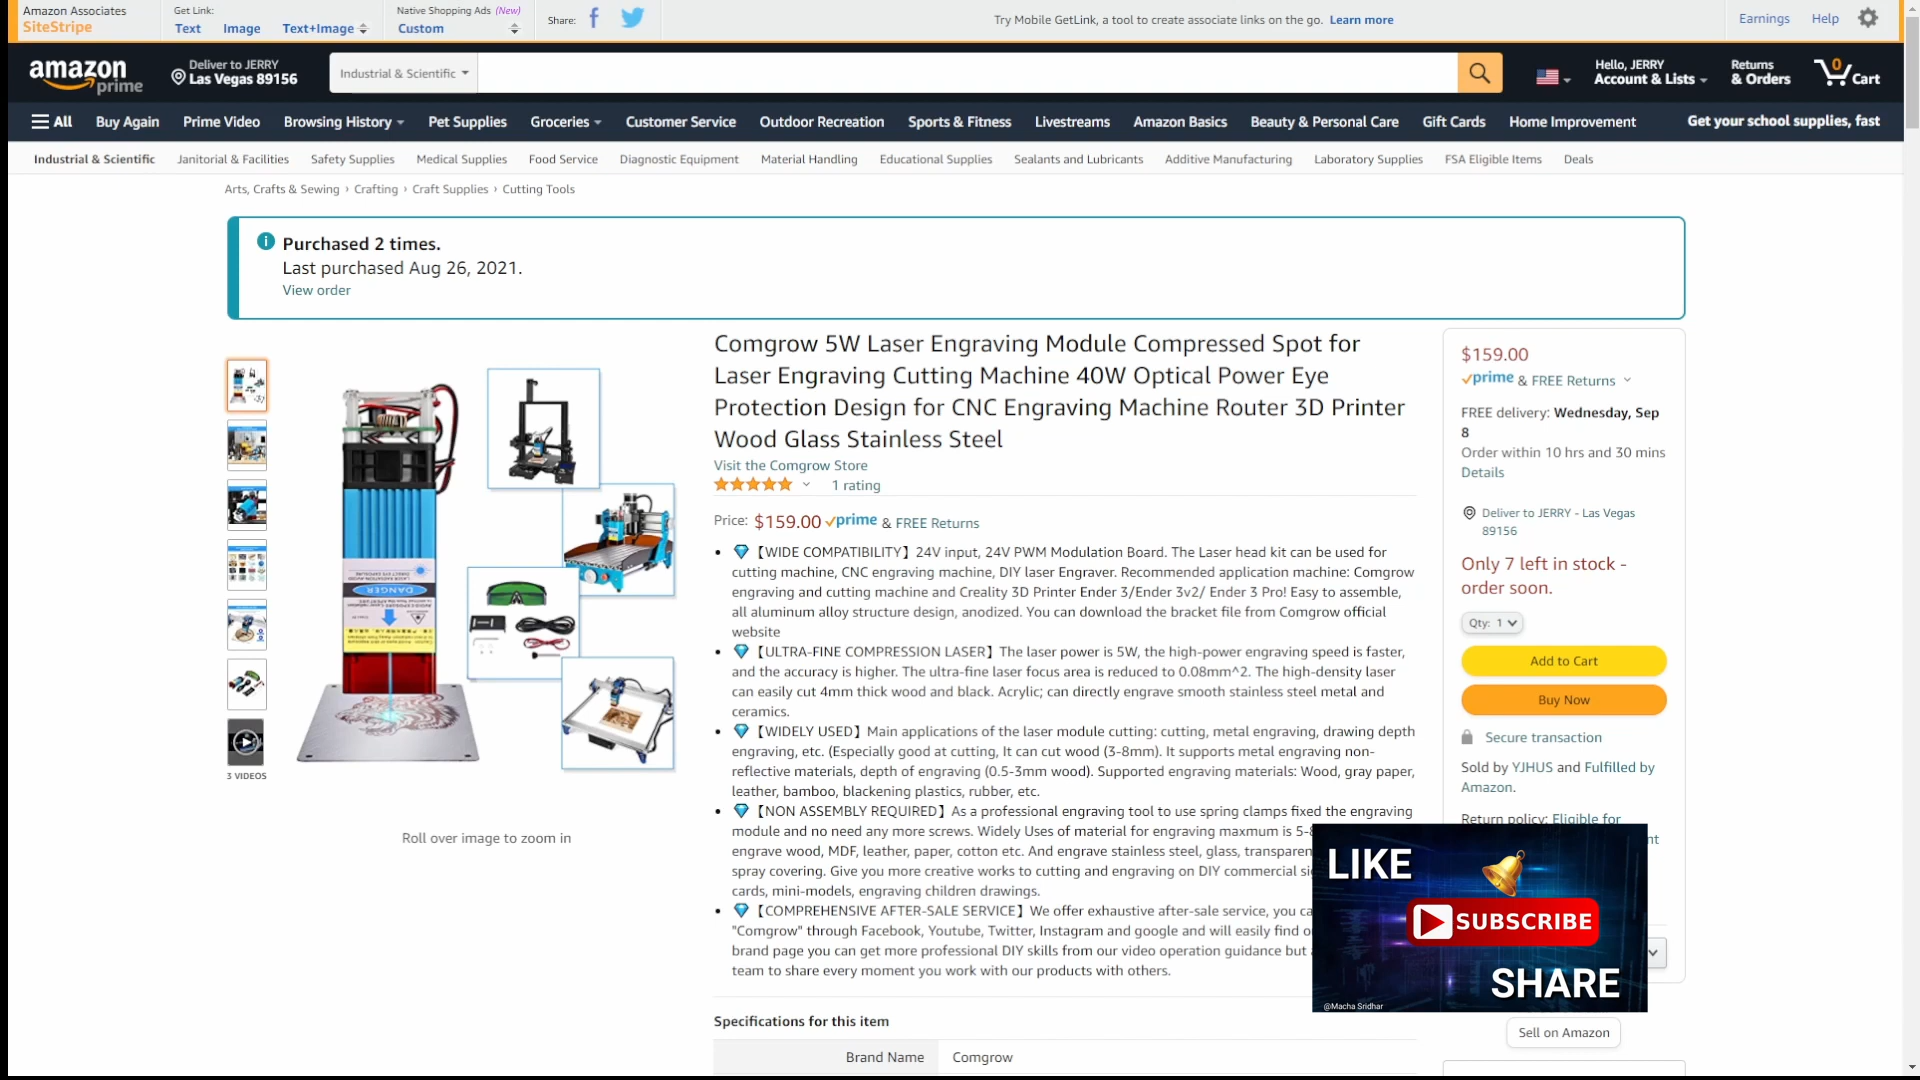 Amazon Associates
SiteStripe
Get Link:
Text Image Text+Image
Native Shopping Ads (New)
Custom
Share:
Try Mobile GetLink, a tool to create associate links on the go. Learn more
Earnings Help
amazon prime
Deliver to JERRY
Las Vegas 89156
Industrial & Scientific
Hello, JERRY
Account & Lists
Returns
& Orders
0
Cart
All Buy Again Prime Video Browsing History Pet Supplies Groceries Customer Service Outdoor Recreation Sports & Fitness Livestreams Amazon Basics Beauty & Personal Care Gift Cards Home Improvement Get your school supplies, fast
Industrial & Scientific Janitorial & Facilities Safety Supplies Medical Supplies Food Service Diagnostic Equipment Material Handling Educational Supplies Sealants and Lubricants Additive Manufacturing Laboratory Supplies FSA Eligible Items Deals
Arts, Crafts & Sewing › Crafting › Craft Supplies › Cutting Tools
Purchased 2 times.
Last purchased Aug 26, 2021.
View order
3 VIDEOS
DANGER
Roll over image to zoom in
Comgrow 5W Laser Engraving Module Compressed Spot for
Laser Engraving Cutting Machine 40W Optical Power Eye
Protection Design for CNC Engraving Machine Router 3D Printer
Wood Glass Stainless Steel
Visit the Comgrow Store
1 rating
Price: $159.00 prime & FREE Returns
• 💎【WIDE COMPATIBILITY】24V input, 24V PWM Modulation Board. The Laser head kit can be used for
cutting machine, CNC engraving machine, DIY laser Engraver. Recommended application machine: Comgrow
engraving and cutting machine and Creality 3D Printer Ender 3/Ender 3v2/ Ender 3 Pro! Easy to assemble,
all aluminum alloy structure design, anodized. You can download the bracket file from Comgrow official
website
• 💎【ULTRA-FINE COMPRESSION LASER】The laser power is 5W, the high-power engraving speed is faster,
and the accuracy is higher. The ultra-fine laser focus area is reduced to 0.08mm^2. The high-density laser
can easily cut 4mm thick wood and black. Acrylic; can directly engrave smooth stainless steel metal and
ceramics.
• 💎【WIDELY USED】Main applications of the laser module cutting: cutting, metal engraving, drawing depth
engraving, etc. (Especially good at cutting, It can cut wood (3-8mm). It supports metal engraving non-
reflective materials, depth of engraving (0.5-3mm wood). Supported engraving materials: Wood, gray paper,
leather, bamboo, blackening plastics, rubber, etc.
• 💎【NON ASSEMBLY REQUIRED】As a professional engraving tool to use spring clamps fixed the engraving
module and no need any more screws. Widely Uses of material for engraving maxmum is 5-
engrave wood, MDF, leather, paper, cotton etc. And engrave stainless steel, glass, transparen
spray covering. Give you more creative works to cutting and engraving on DIY commercial si
cards, mini-models, engraving children drawings.
• 💎【COMPREHENSIVE AFTER-SALE SERVICE】We offer exhaustive after-sale service, you ca
"Comgrow" through Facebook, Youtube, Twitter, Instagram and google and will easily find o
brand page you can get more professional DIY skills from our video operation guidance but
team to share every moment you work with our products with others.
Specifications for this item
Brand Name Comgrow
$159.00
prime & FREE Returns
FREE delivery: Wednesday, Sep
8
Order within 10 hrs and 30 mins
Details
Deliver to JERRY - Las Vegas
89156
Only 7 left in stock -
order soon.
Qty: 1
Add to Cart
Buy Now
Secure transaction
Sold by YJHUS and Fulfilled by
Amazon.
Return policy: Eligible for
nt
LIKE
SUBSCRIBE
SHARE
@Macha Sridhar
Sell on Amazon